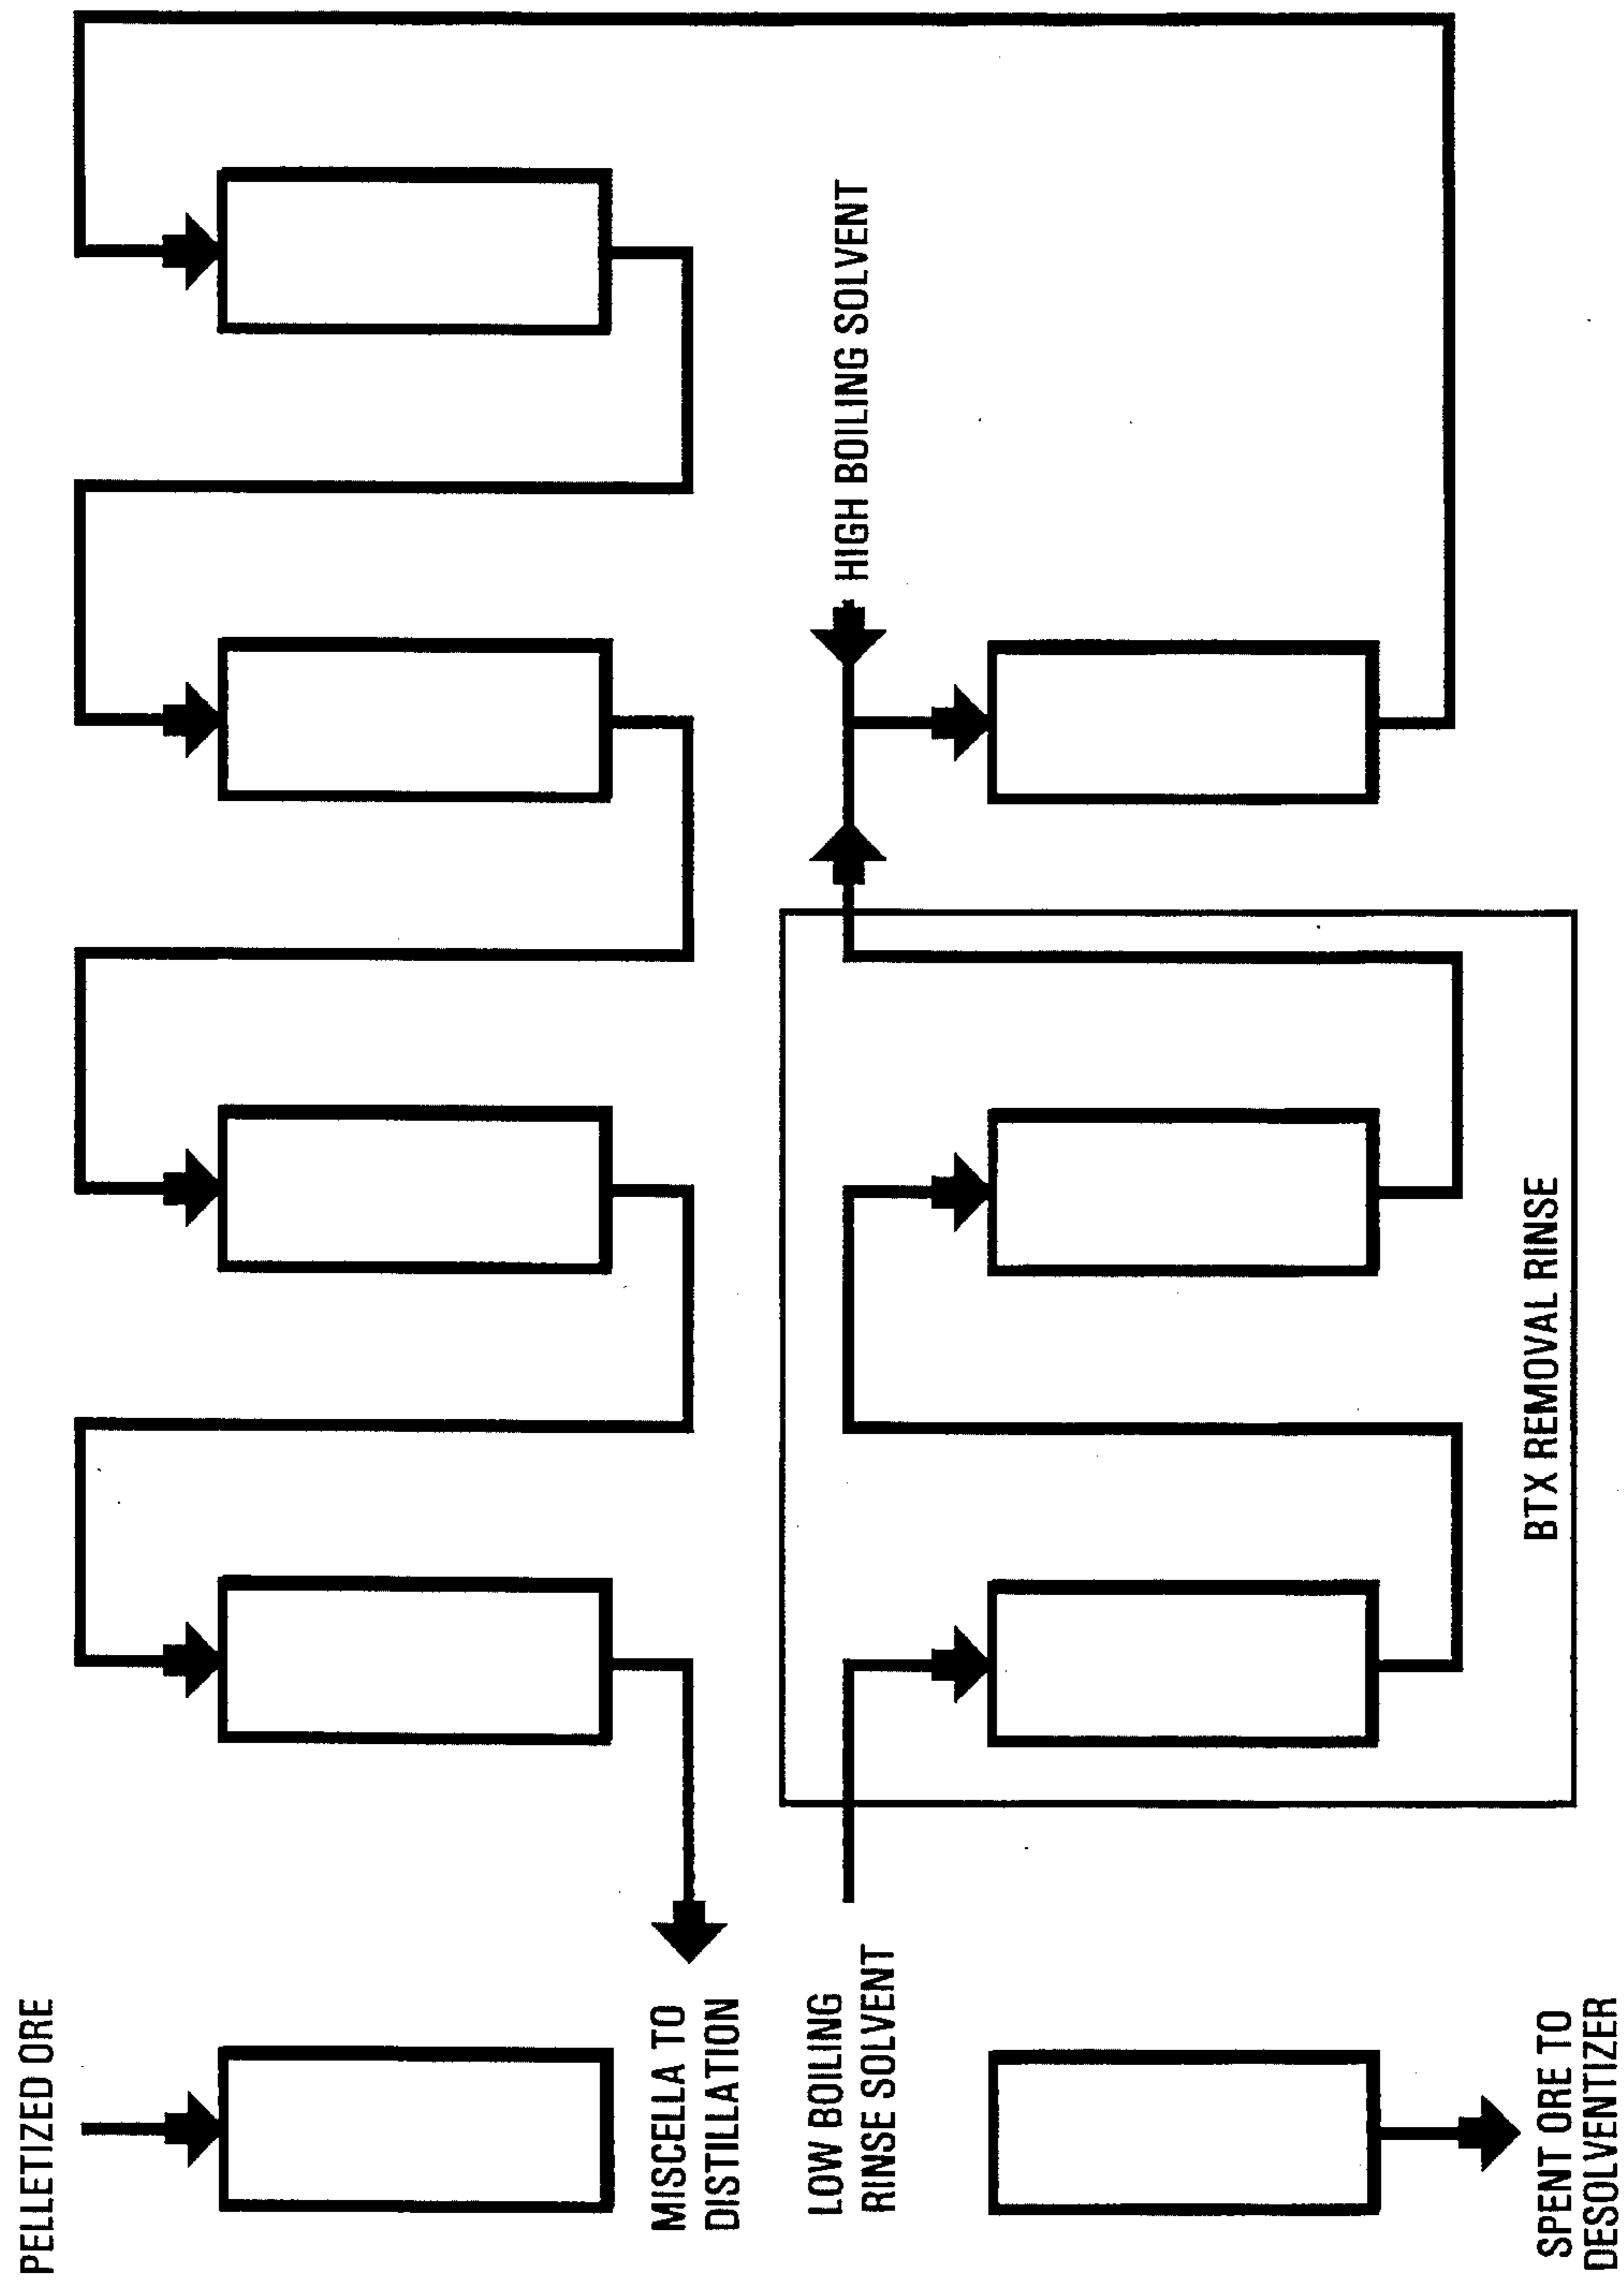 PELLETIZED ORE
MISCELLA TO
DISTILLATION
LOW BOILING
RINSE SOLVENT
HIGH BOILING SOLVENT
BTX REMOVAL RINSE
SPENT ORE TO
DESOLVENTIZER